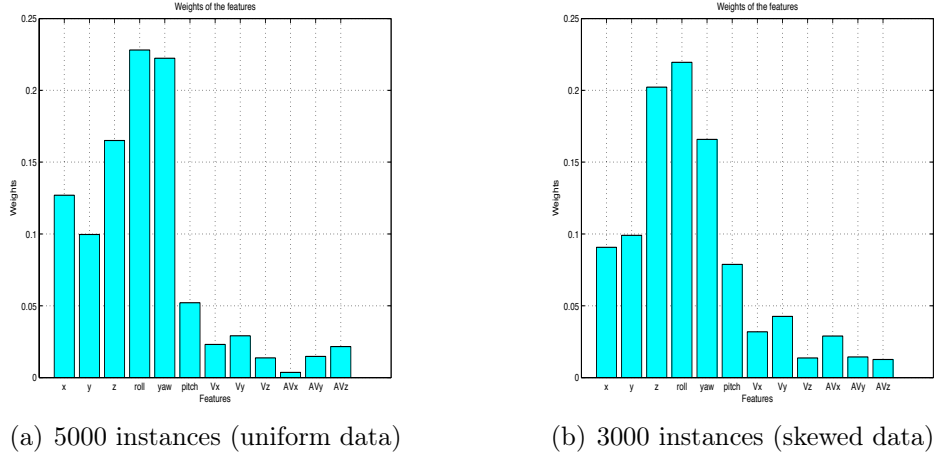 Weights of the features
0.25
0.2
0.15
0.1
0.05
0
Weights
x y z roll yaw pitch Vx Vy Vz AVx AVy AVz
Features
(a) 5000 instances (uniform data)
Weights of the features
0.25
0.2
0.15
0.1
0.05
0
Weights
x y z roll yaw pitch Vx Vy Vz AVx AVy AVz
Features
(b) 3000 instances (skewed data)